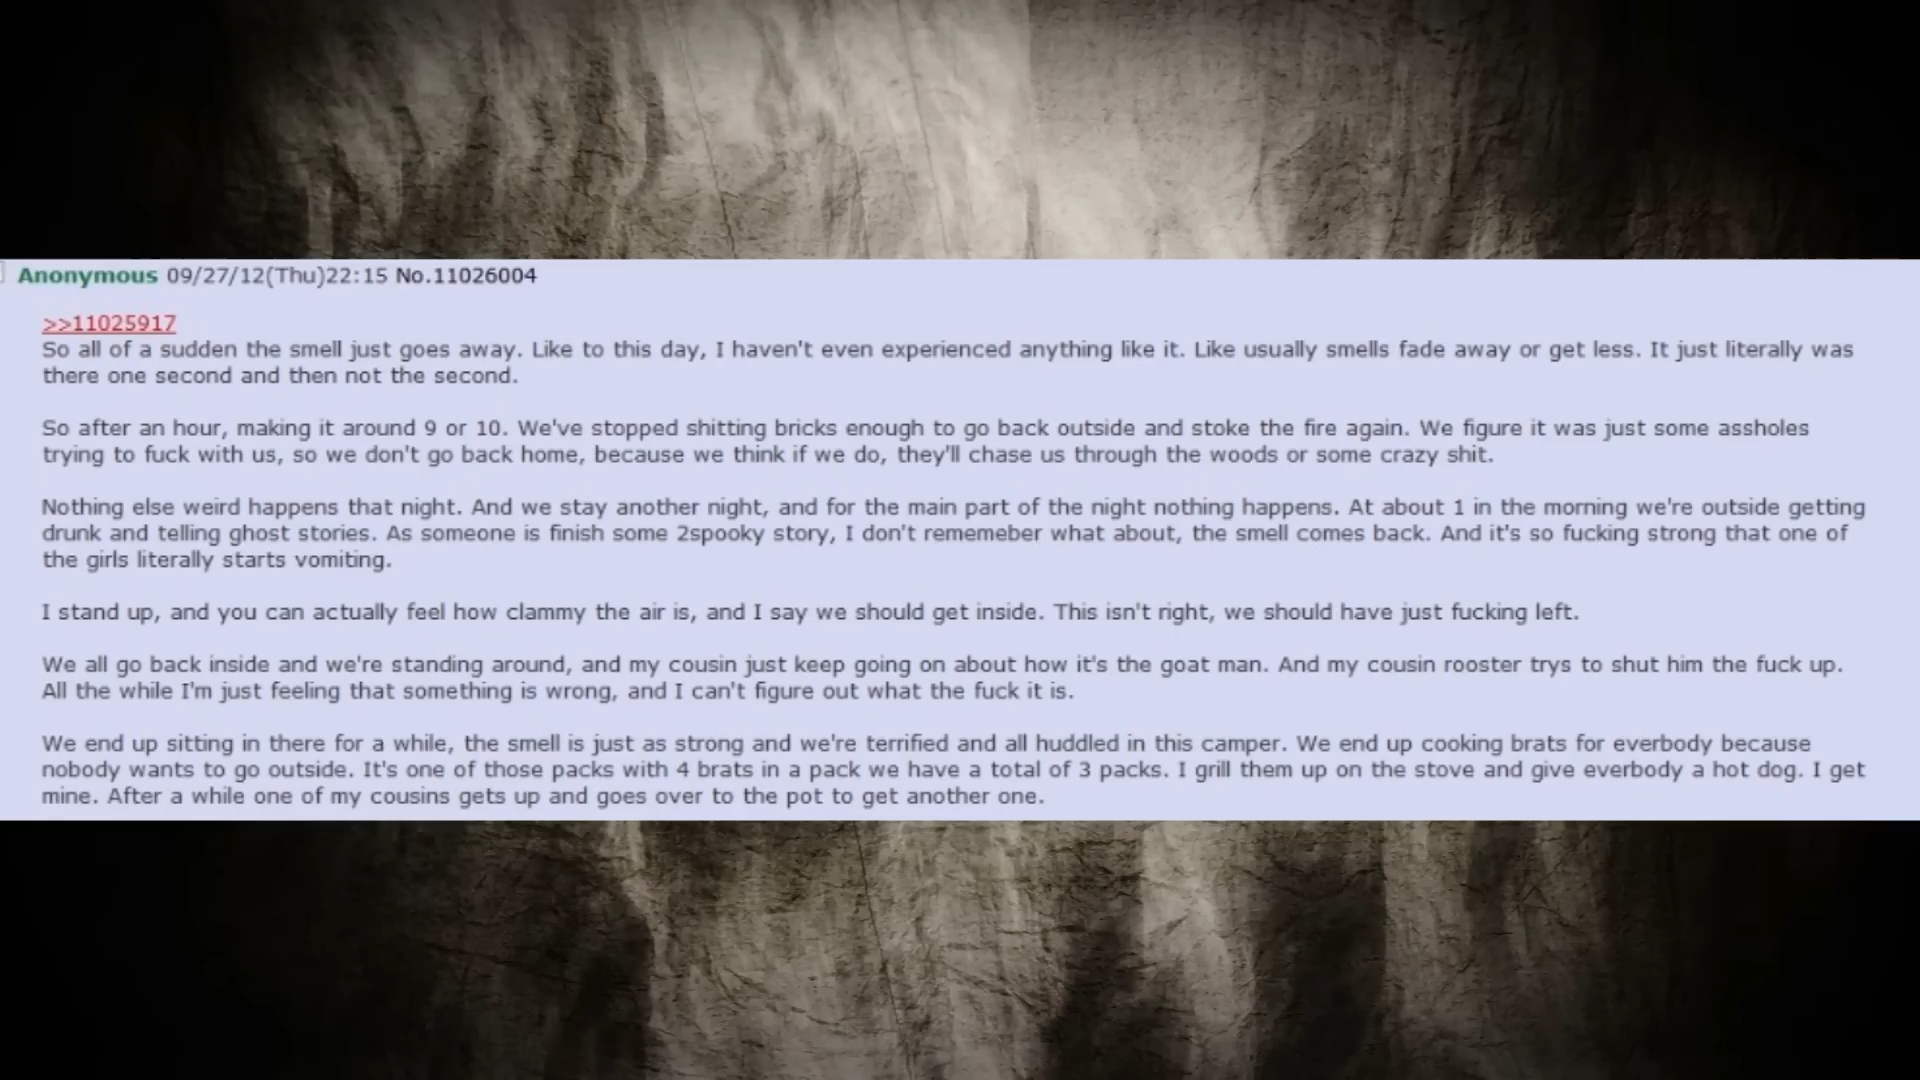 Anonymous 09/27/12(Thu)22:15 No.11026004
>>11025917
So all of a sudden the smell just goes away. Like to this day, I haven't even experienced anything like it. Like usually smells fade away or get less. It just literally was
there one second and then not the second.
So after an hour, making it around 9 or 10. We've stopped shitting bricks enough to go back outside and stoke the fire again. We figure it was just some assholes
trying to fuck with us, so we don't go back home, because we think if we do, they'll chase us through the woods or some crazy shit.
Nothing else weird happens that night. And we stay another night, and for the main part of the night nothing happens. At about 1 in the morning we're outside getting
drunk and telling ghost stories. As someone is finish some 2spooky story, I don't rememeber what about, the smell comes back. And it's so fucking strong that one of
the girls literally starts vomiting.
I stand up, and you can actually feel how clammy the air is, and I say we should get inside. This isn't right, we should have just fucking left.
We all go back inside and we're standing around, and my cousin just keep going on about how it's the goat man. And my cousin rooster trys to shut him the fuck up.
All the while I'm just feeling that something is wrong, and I can't figure out what the fuck it is.
We end up sitting in there for a while, the smell is just as strong and we're terrified and all huddled in this camper. We end up cooking brats for everbody because
nobody wants to go outside. It's one of those packs with 4 brats in a pack we have a total of 3 packs. I grill them up on the stove and give everbody a hot dog. I get
mine. After a while one of my cousins gets up and goes over to the pot to get another one.